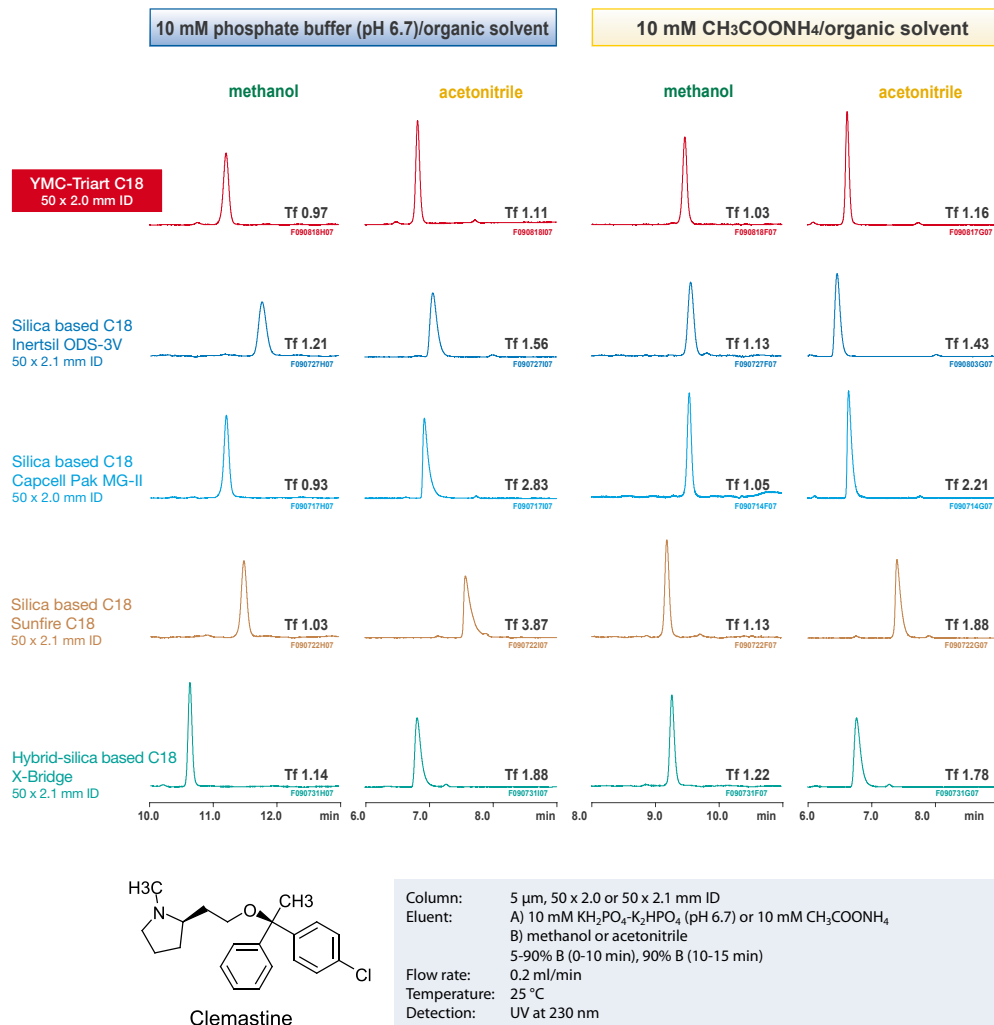 10 mM phosphate buffer (pH 6.7)/organic solvent
10 mM CH3COONH4/organic solvent
methanol
acetonitrile
methanol
acetonitrile
YMC-Triart C18
50 x 2.0 mm ID
Tf 0.97
F090818H07
Tf 1.11
F090818I07
Tf 1.03
F090818F07
Tf 1.16
F090817G07
Silica based C18
Inertsil ODS-3V
50 x 2.1 mm ID
Tf 1.21
F090727H07
Tf 1.56
F090727I07
Tf 1.13
F090727F07
Tf 1.43
F090803G07
Silica based C18
Capcell Pak MG-II
50 x 2.0 mm ID
Tf 0.93
F090717H07
Tf 2.83
F090717I07
Tf 1.05
F090714F07
Tf 2.21
F090714G07
Silica based C18
Sunfire C18
50 x 2.1 mm ID
Tf 1.03
F090722H07
Tf 3.87
F090722I07
Tf 1.13
F090722F07
Tf 1.88
F090722G07
Hybrid-silica based C18
X-Bridge
50 x 2.1 mm ID
Tf 1.14
F090731H07
Tf 1.88
F090731I07
Tf 1.22
F090731F07
Tf 1.78
F090731G07
10.0 11.0 12.0 min 6.0 7.0 8.0 min 8.0 9.0 10.0 min 6.0 7.0 8.0 min
H3C
N
O
CH3
Cl
Clemastine
Column: 5 µm, 50 x 2.0 or 50 x 2.1 mm ID
Eluent: A) 10 mM KH2PO4-K2HPO4 (pH 6.7) or 10 mM CH3COONH4
B) methanol or acetonitrile
5-90% B (0-10 min), 90% B (10-15 min)
Flow rate: 0.2 ml/min
Temperature: 25 °C
Detection: UV at 230 nm